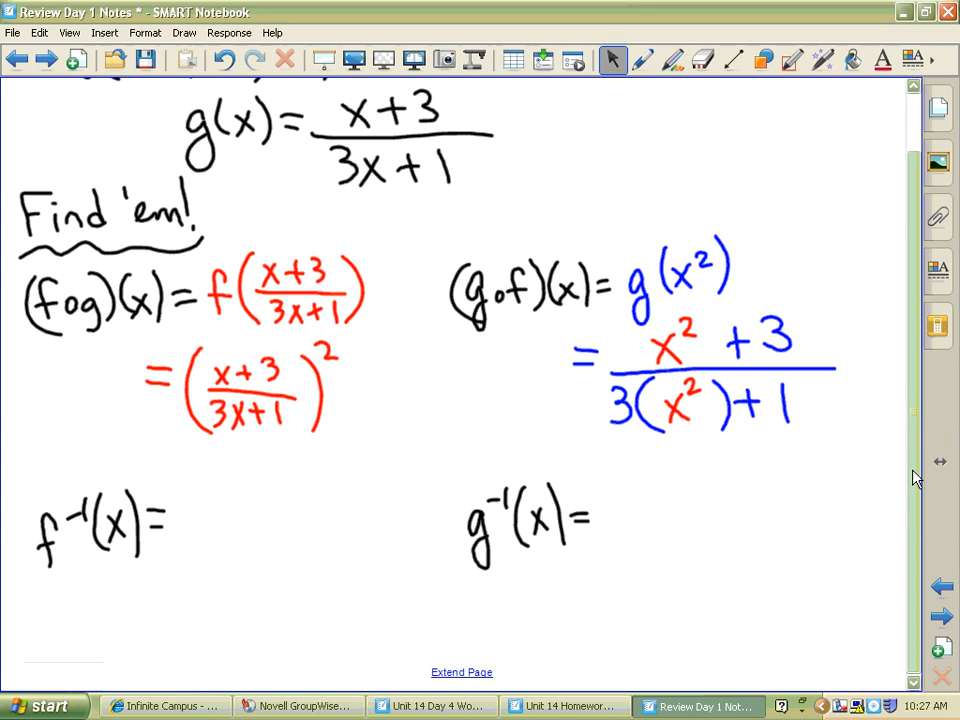 Review Day 1 Notes * - SMART Notebook
File Edit View Insert Format Draw Response Help
g(x) = x+3 / 3x+1
Find 'em!
(fog)(x) = f(x+3 / 3x+1)
= (x+3 / 3x+1)²
(gof)(x) = g(x²)
= x² +3 / 3(x²)+1
f⁻¹(x)=
g⁻¹(x)=
Extend Page
start Infinite Campus - ... Novell GroupWise... Unit 14 Day 4 Wo... Unit 14 Homewor... Review Day 1 Not... 10:27 AM